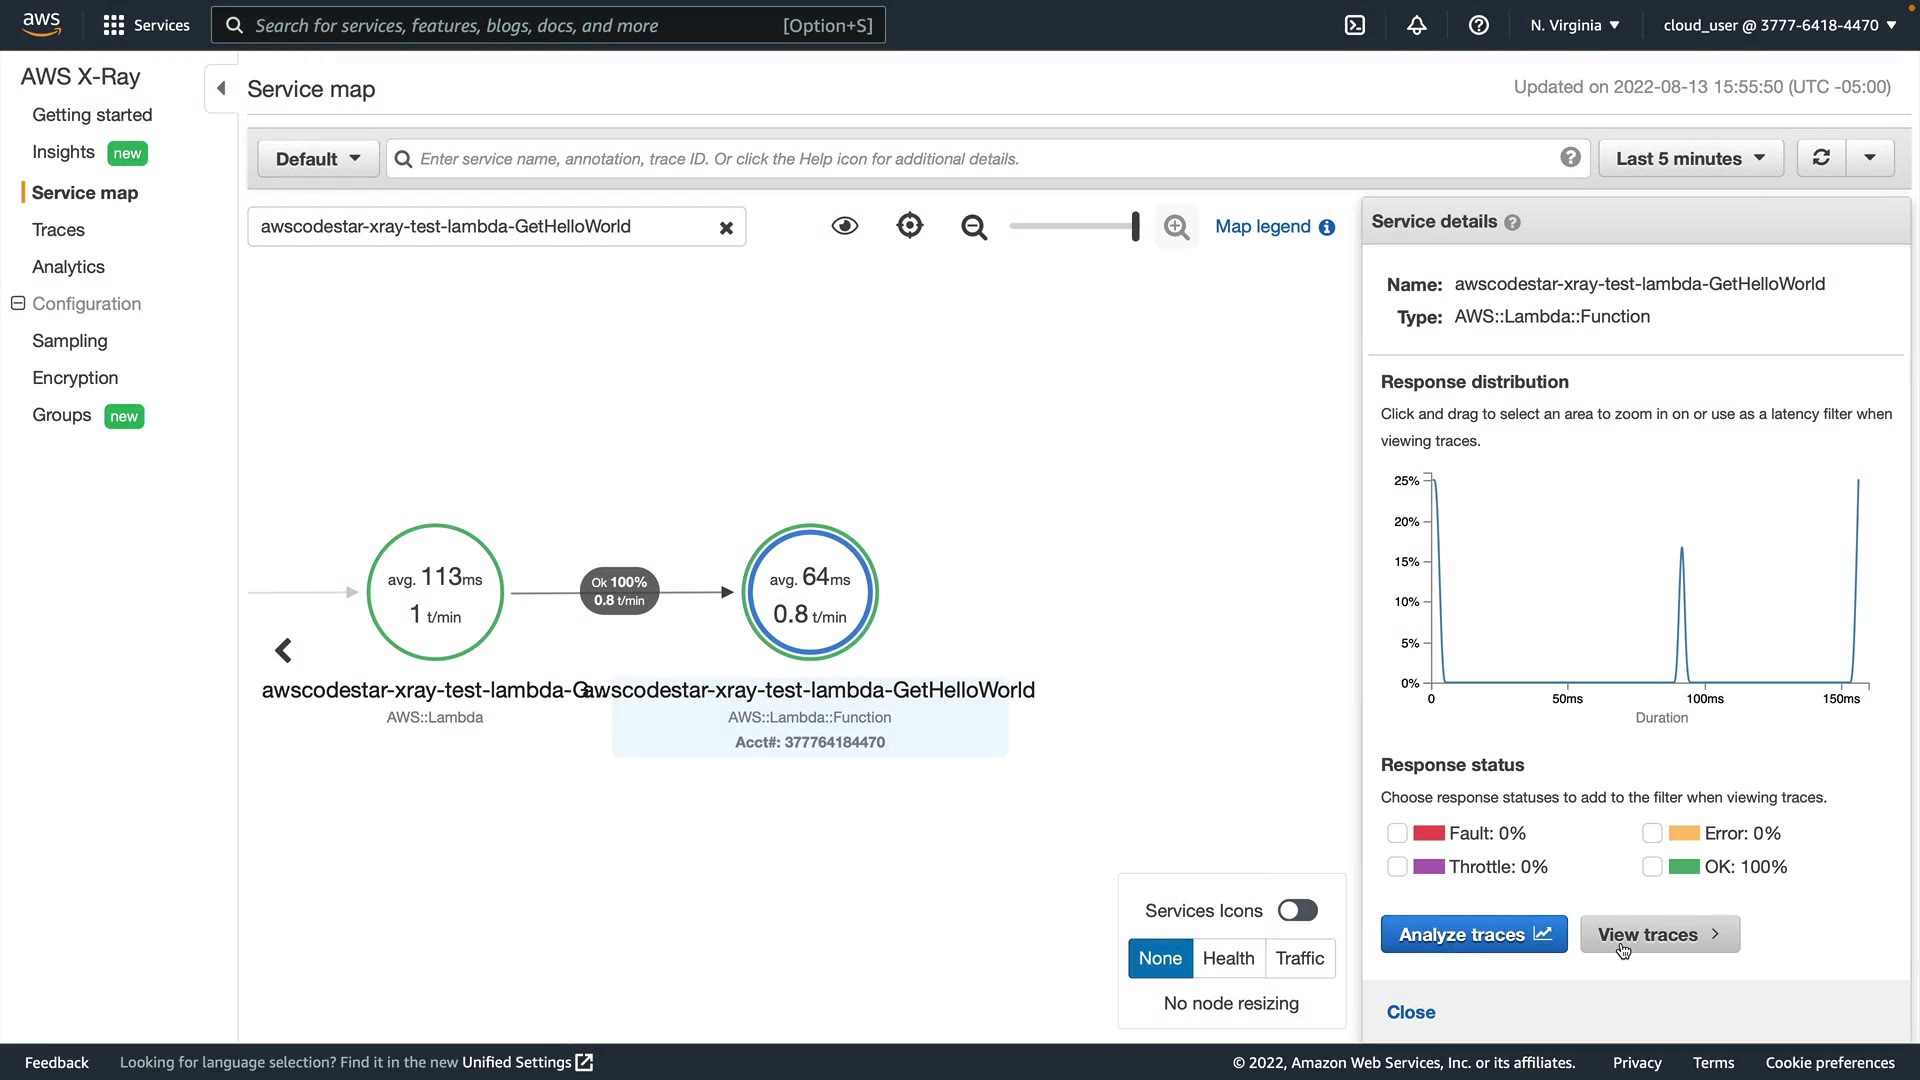 aws
Services
Search for services, features, blogs, docs, and more
[Option+S]
N. Virginia
cloud_user @ 3777-6418-4470
AWS X-Ray
Getting started
Insights new
Service map
Traces
Analytics
Configuration
Sampling
Encryption
Groups new
Service map
Updated on 2022-08-13 15:55:50 (UTC -05:00)
Default
Enter service name, annotation, trace ID. Or click the Help icon for additional details.
Last 5 minutes
awscodestar-xray-test-lambda-GetHelloWorld
Map legend
avg. 113ms
1 t/min
Ok 100%
0.8 t/min
avg. 64ms
0.8 t/min
awscodestar-xray-test-lambda-G
AWS::Lambda
awscodestar-xray-test-lambda-GetHelloWorld
AWS::Lambda::Function
Acct#: 377764184470
Services Icons
None
Health
Traffic
No node resizing
Service details
Name: awscodestar-xray-test-lambda-GetHelloWorld
Type: AWS::Lambda::Function
Response distribution
Click and drag to select an area to zoom in on or use as a latency filter when
viewing traces.
25%
20%
15%
10%
5%
0%
0
50ms
100ms
150ms
Duration
Response status
Choose response statuses to add to the filter when viewing traces.
Fault: 0%
Error: 0%
Throttle: 0%
OK: 100%
Analyze traces
View traces
Close
Feedback
Looking for language selection? Find it in the new Unified Settings
© 2022, Amazon Web Services, Inc. or its affiliates.
Privacy
Terms
Cookie preferences